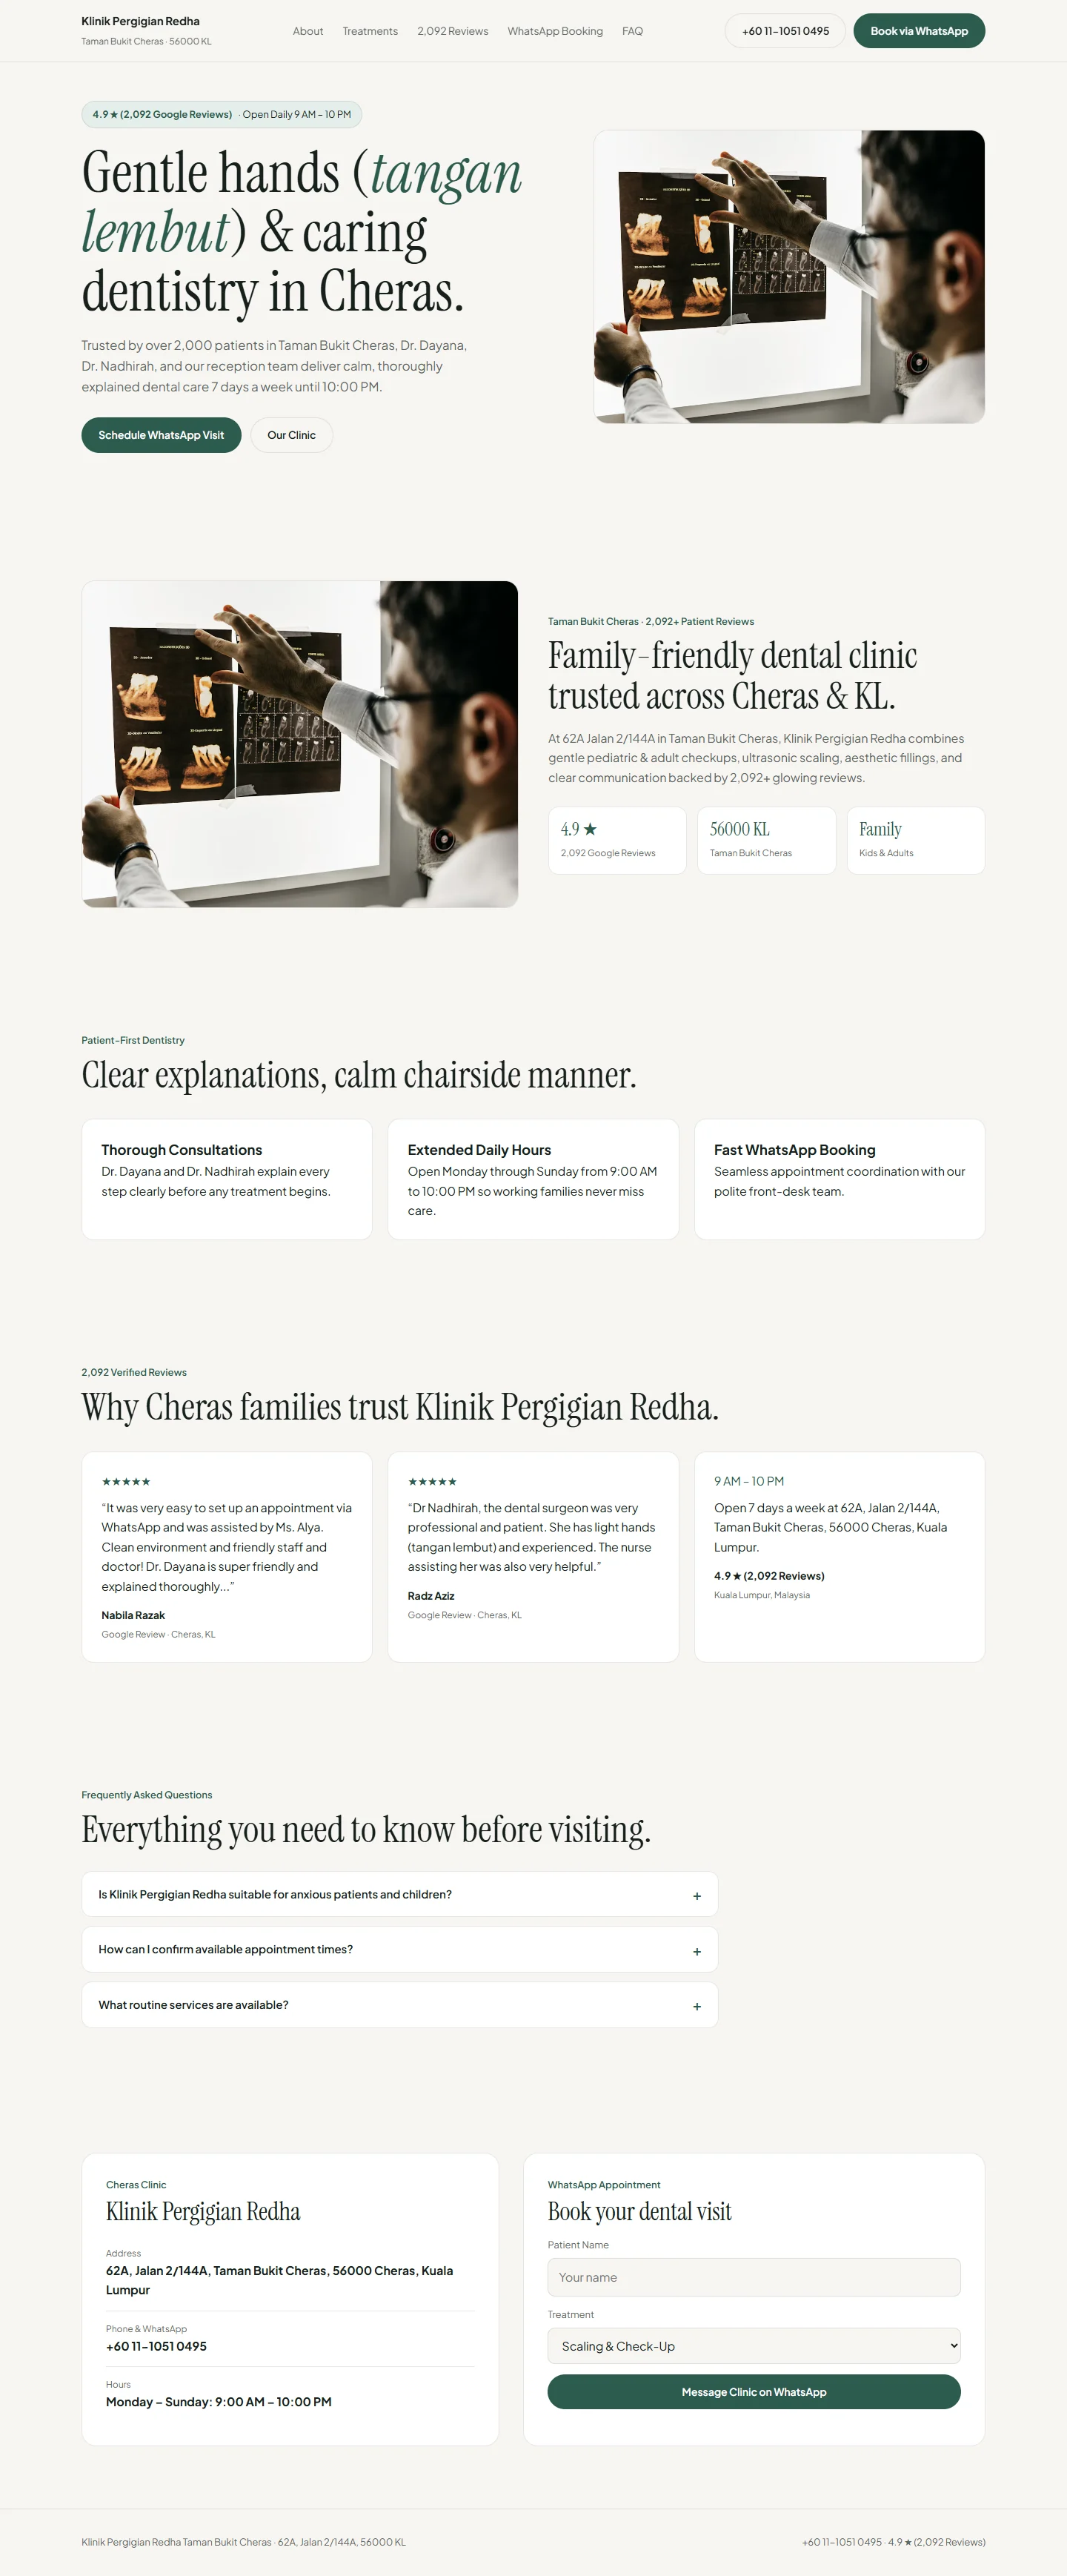 Klinik Pergigian Redha
Taman Bukit Cheras · 56000 KL
About
Treatments
2,092 Reviews
WhatsApp Booking
FAQ
+60 11-1051 0495
Book via WhatsApp
4.9 ★ (2,092 Google Reviews) · Open Daily 9 AM – 10 PM
Gentle hands (tangan
lembut) & caring
dentistry in Cheras.
Trusted by over 2,000 patients in Taman Bukit Cheras, Dr. Dayana,
Dr. Nadhirah, and our reception team deliver calm, thoroughly
explained dental care 7 days a week until 10:00 PM.
Schedule WhatsApp Visit
Our Clinic
Taman Bukit Cheras · 2,092+ Patient Reviews
Family-friendly dental clinic
trusted across Cheras & KL.
At 62A Jalan 2/144A in Taman Bukit Cheras, Klinik Pergigian Redha combines
gentle pediatric & adult checkups, ultrasonic scaling, aesthetic fillings, and
clear communication backed by 2,092+ glowing reviews.
4.9 ★
2,092 Google Reviews
56000 KL
Taman Bukit Cheras
Family
Kids & Adults
Patient-First Dentistry
Clear explanations, calm chairside manner.
Thorough Consultations
Dr. Dayana and Dr. Nadhirah explain every
step clearly before any treatment begins.
Extended Daily Hours
Open Monday through Sunday from 9:00 AM
to 10:00 PM so working families never miss
care.
Fast WhatsApp Booking
Seamless appointment coordination with our
polite front-desk team.
2,092 Verified Reviews
Why Cheras families trust Klinik Pergigian Redha.
★★★★★
“It was very easy to set up an appointment via
WhatsApp and was assisted by Ms. Alya.
Clean environment and friendly staff and
doctor! Dr. Dayana is super friendly and
explained thoroughly...”
Nabila Razak
Google Review · Cheras, KL
★★★★★
“Dr Nadhirah, the dental surgeon was very
professional and patient. She has light hands
(tangan lembut) and experienced. The nurse
assisting her was also very helpful.”
Radz Aziz
Google Review · Cheras, KL
9 AM – 10 PM
Open 7 days a week at 62A, Jalan 2/144A,
Taman Bukit Cheras, 56000 Cheras, Kuala
Lumpur.
4.9 ★ (2,092 Reviews)
Kuala Lumpur, Malaysia
Frequently Asked Questions
Everything you need to know before visiting.
Is Klinik Pergigian Redha suitable for anxious patients and children?
+
How can I confirm available appointment times?
+
What routine services are available?
+
Cheras Clinic
Klinik Pergigian Redha
Address
62A, Jalan 2/144A, Taman Bukit Cheras, 56000 Cheras, Kuala
Lumpur
Phone & WhatsApp
+60 11-1051 0495
Hours
Monday – Sunday: 9:00 AM – 10:00 PM
WhatsApp Appointment
Book your dental visit
Patient Name
Your name
Treatment
Scaling & Check-Up
Message Clinic on WhatsApp
Klinik Pergigian Redha Taman Bukit Cheras · 62A, Jalan 2/144A, 56000 KL
+60 11-1051 0495 · 4.9 ★ (2,092 Reviews)